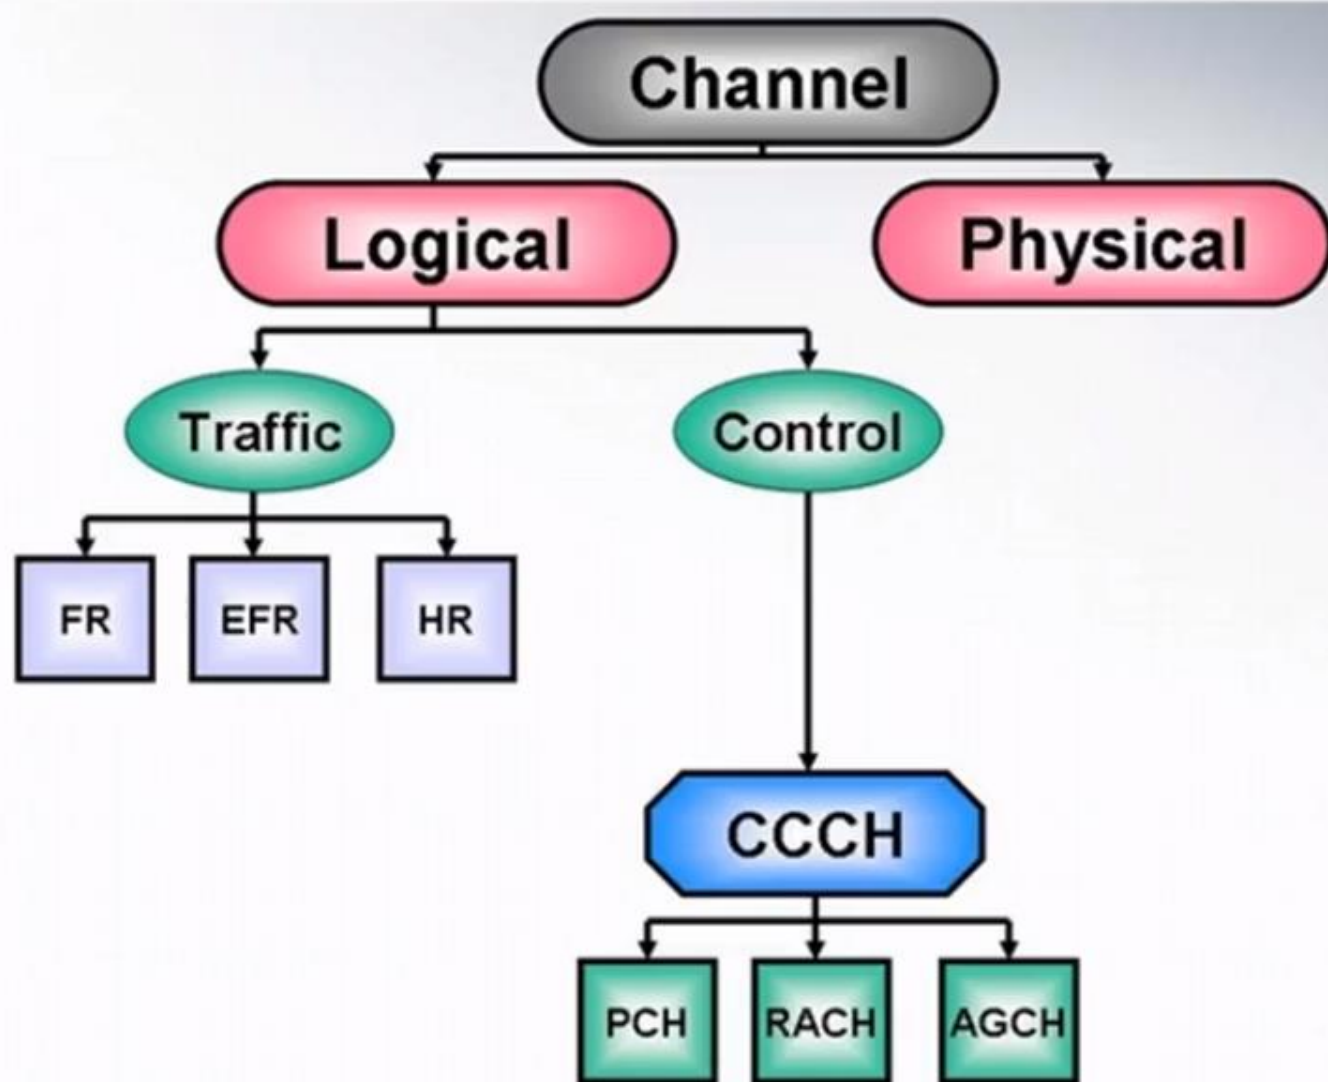 Channel
Logical
Physical
Traffic
Control
FR
EFR
HR
CCCH
PCH
RACH
AGCH